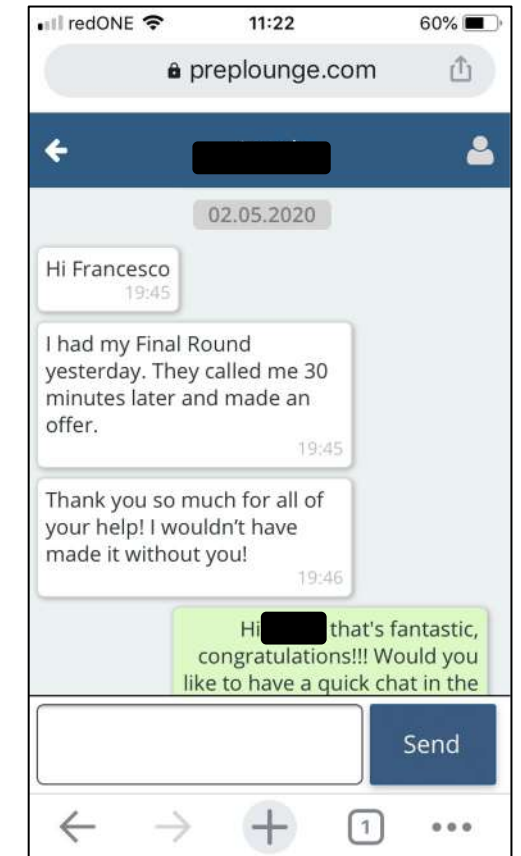 redONE 11:22 60%
preplounge.com
02.05.2020
Hi Francesco
19:45
I had my Final Round
yesterday. They called me 30
minutes later and made an
offer.
19:45
Thank you so much for all of
your help! I wouldn't have
made it without you!
19:46
Hi that's fantastic,
congratulations!!! Would you
like to have a quick chat in the
Send
1